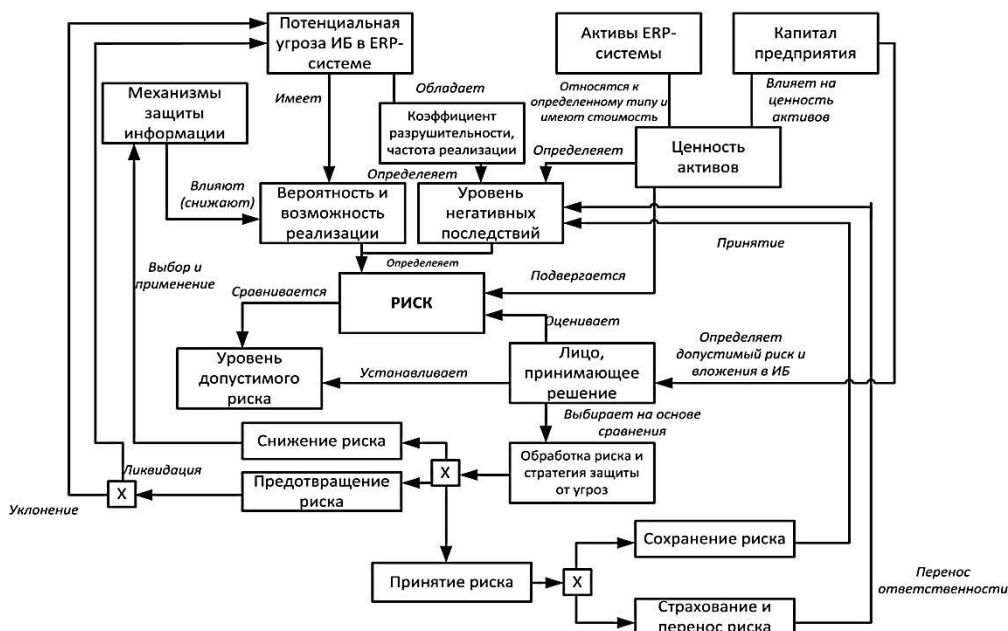 Потенциальная
угроза ИБ в ERP-
системе
Активы ERP-
системы
Капитал
предприятия
Механизмы
защиты
информации
Имеет
Обладает
Относятся к
определенному типу и
имеют стоимость
Влияет на
ценность
активов
Коэффициент
разрушительности,
частота реализации
Ценность
активов
Определяет
Определяет
Влияют
(снижают)
Вероятность и
возможность
реализации
Уровень
негативных
последствий
Принятие
Выбор и
применение
Определяет
Подвергается
Сравнивается
РИСК
Оценивает
Определяет
допустимый риск и
вложения в ИБ
Уровень
допустимого
риска
Устанавливает
Лицо,
принимающее
решение
Выбирает на основе
сравнения
Снижение риска
Обработка риска и
стратегия защиты
от угроз
Ликвидация
X
Предотвращение
риска
X
Уклонение
Сохранение риска
Принятие риска
X
Перенос
ответственности
Страхование и
перенос риска